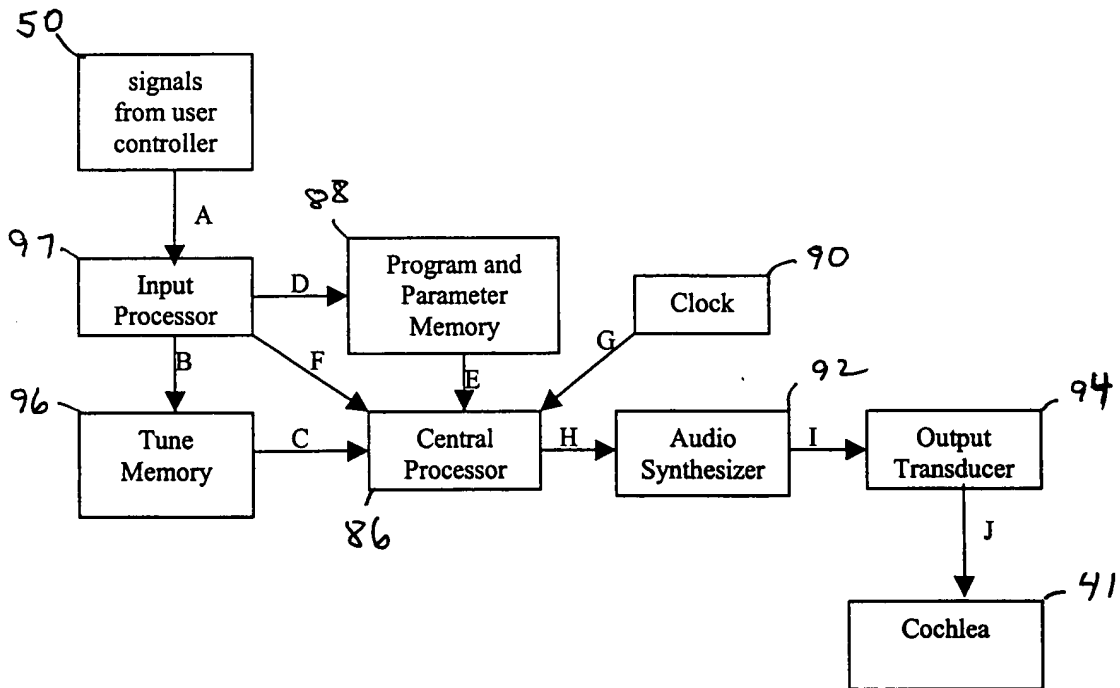 50
signals
from user
controller
A
88
97
Input
Processor
D
Program and
Parameter
Memory
90
Clock
B
F
E
G
96
Tune
Memory
C
Central
Processor
86
H
92
Audio
Synthesizer
I
94
Output
Transducer
J
41
Cochlea